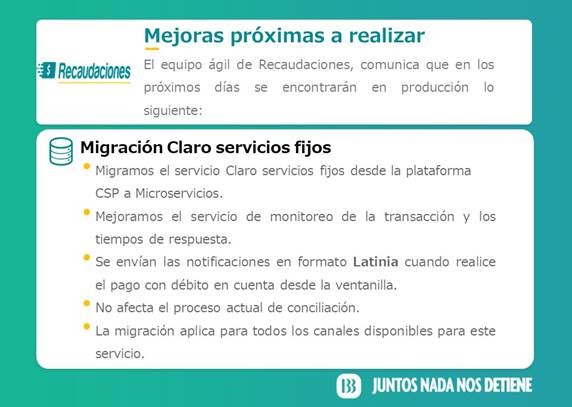 Mejoras próximas a realizar
Recaudaciones
El equipo ágil de Recaudaciones, comunica que en los
próximos días se encontrarán en producción lo
siguiente:
Migración Claro servicios fijos
Migramos el servicio Claro servicios fijos desde la plataforma
CSP a Microservicios.
Mejoramos el servicio de monitoreo de la transacción y los
tiempos de respuesta.
Se envían las notificaciones en formato Latinia cuando realice
el pago con débito en cuenta desde la ventanilla.
No afecta el proceso actual de conciliación.
La migración aplica para todos los canales disponibles para este
servicio.
JUNTOS NADA NOS DETIENE